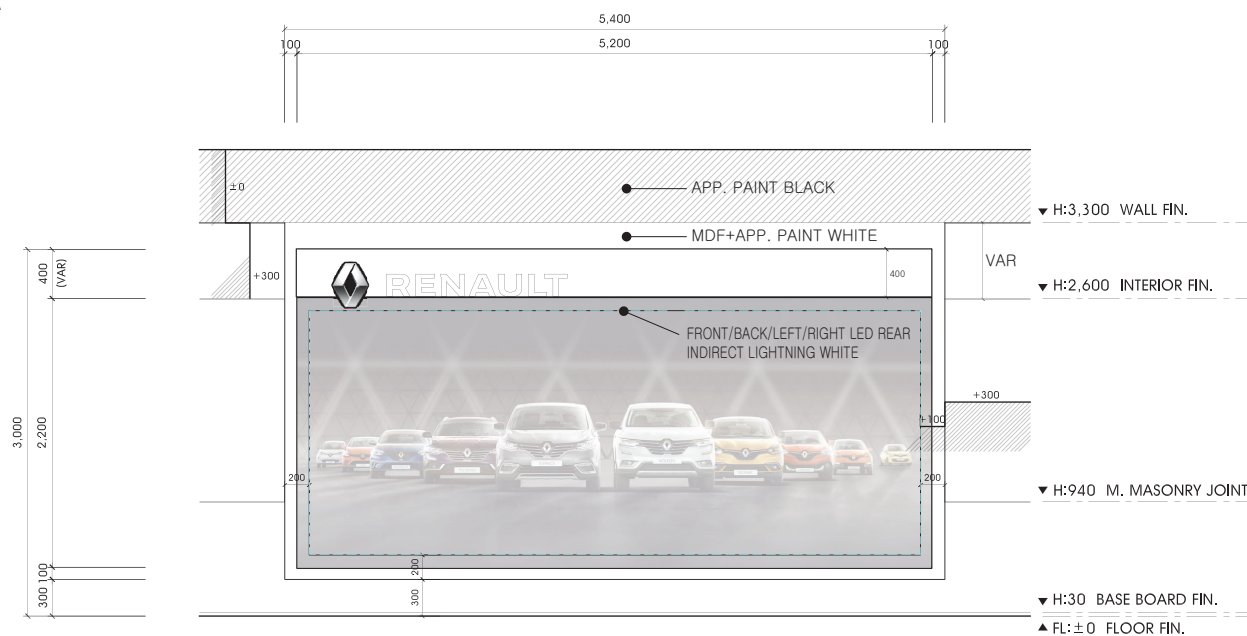 5,400
100
5,200
100
±0
APP. PAINT BLACK
H:3,300 WALL FIN.
MDF+APP. PAINT WHITE
400
(VAR)
+300
RENAULT
400
VAR
H:2,600 INTERIOR FIN.
FRONT/BACK/LEFT/RIGHT LED REAR
INDIRECT LIGHTNING WHITE
+300
+100
3,000
2,200
200
200
H:940 M. MASONRY JOINT
100
200
300
300
H:30 BASE BOARD FIN.
FL:±0 FLOOR FIN.